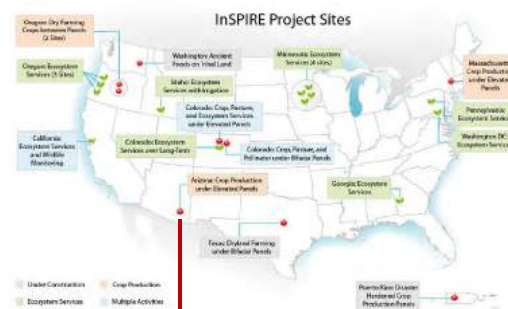 InSPIRE Project Sites
Oregon: Dry Farming
Crops between Panels
(2 Sites)
Oregon: Ecosystem
Services (3 Sites)
Washington: Ancient
Foods on Tribal Land
Idaho: Ecosystem
Services with Irrigation
Minnesota: Ecosystem
Services (4 sites)
Massachusetts:
Crop Production
under Elevated
Panels
Colorado: Crop, Pasture,
and Ecosystem Services
under Elevated Panels
Pennsylvania:
Ecosystem Services
Washington DC:
Ecosystem Services
California:
Ecosystem Services
and Wildlife
Monitoring
Colorado: Ecosystem
Services over Long-Term
Colorado: Crop, Pasture, and
Pollinator under Bifacial Panels
Arizona: Crop Production
under Elevated Panels
Georgia: Ecosystem
Services
Texas: Dryland Farming
under Bifacial Panels
Under Construction
Crop Production
Ecosystem Services
Multiple Activities
Puerto Rico: Disaster
Hardened Crop
Production Panels